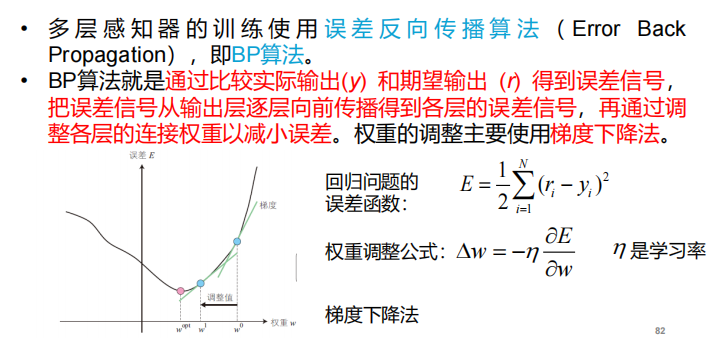 • 多层感知器的训练使用误差反向传播算法（Error Back
Propagation），即BP算法。
• BP算法就是通过比较实际输出(y) 和期望输出 (r) 得到误差信号，
把误差信号从输出层逐层向前传播得到各层的误差信号，再通过调
整各层的连接权重以减小误差。权重的调整主要使用梯度下降法。
误差 E
梯度
调整值
w^opt w^1 w^0 权重 w
回归问题的
误差函数：
E = \frac{1}{2} \sum_{i=1}^{N} (r_i - y_i)^2
权重调整公式：Δw = -η \frac{∂E}{∂w} η 是学习率
梯度下降法
82